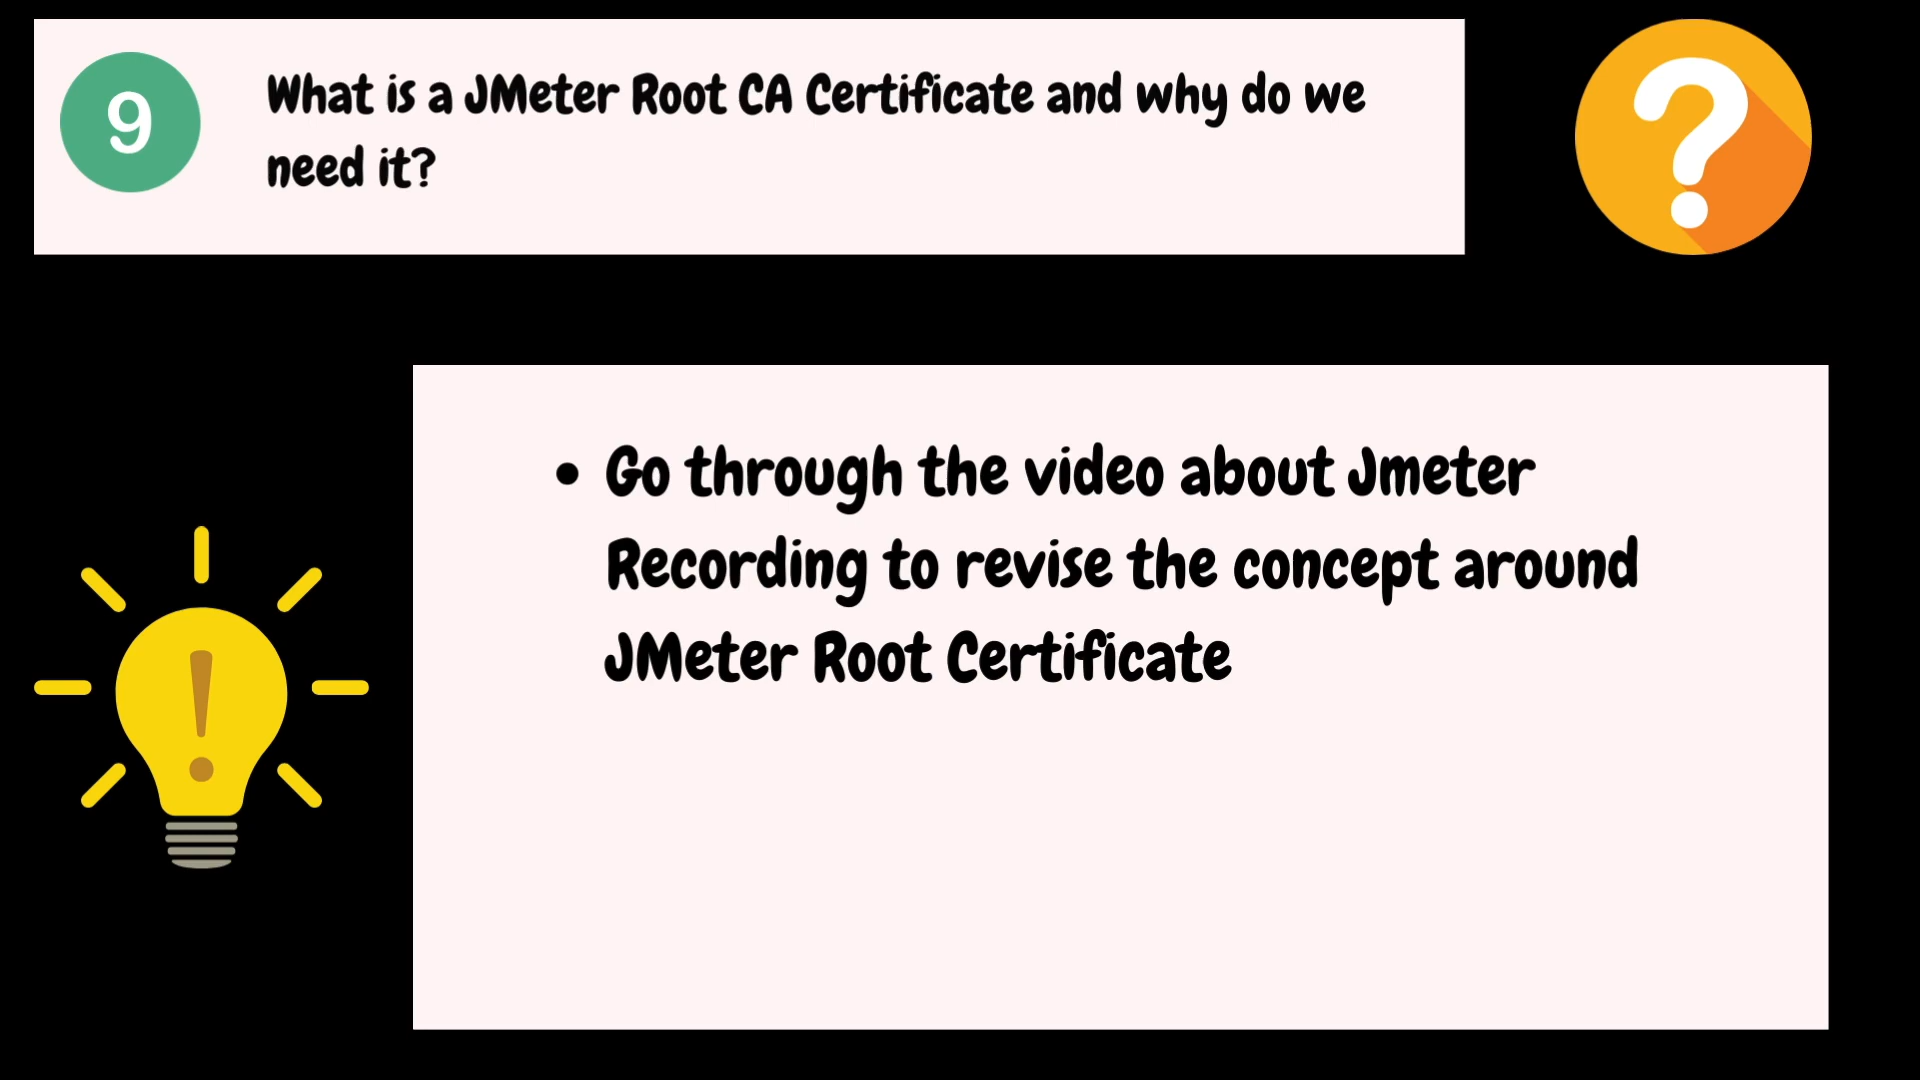 9
What is a JMeter Root CA Certificate and why do we
need it?
?
!
• Go through the video about Jmeter
Recording to revise the concept around
JMeter Root Certificate